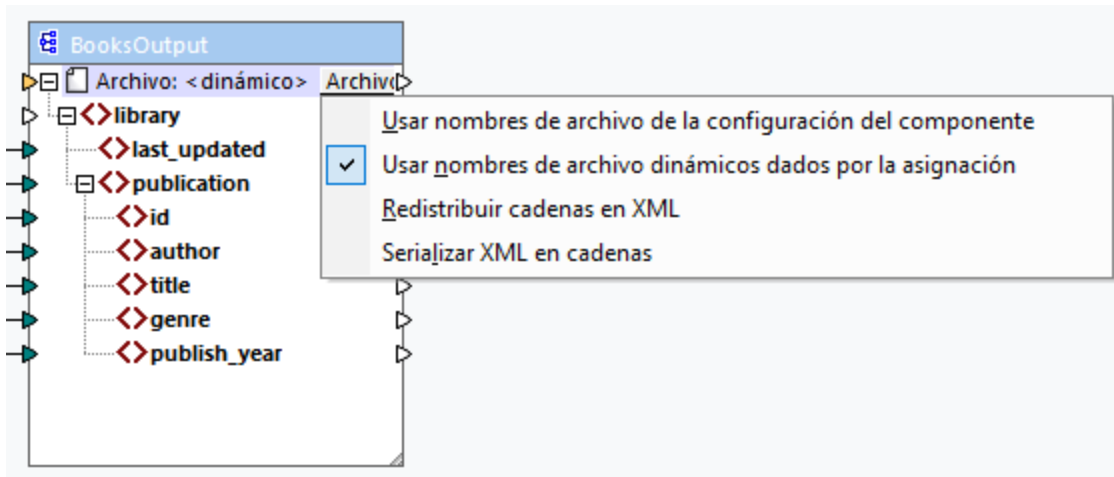 BooksOutput
Archivo: <dinámico> Archivo
library
Usar nombres de archivo de la configuración del componente
last_updated
Usar nombres de archivo dinámicos dados por la asignación
publication
id
Redistribuir cadenas en XML
author
Serializar XML en cadenas
title
genre
publish_year